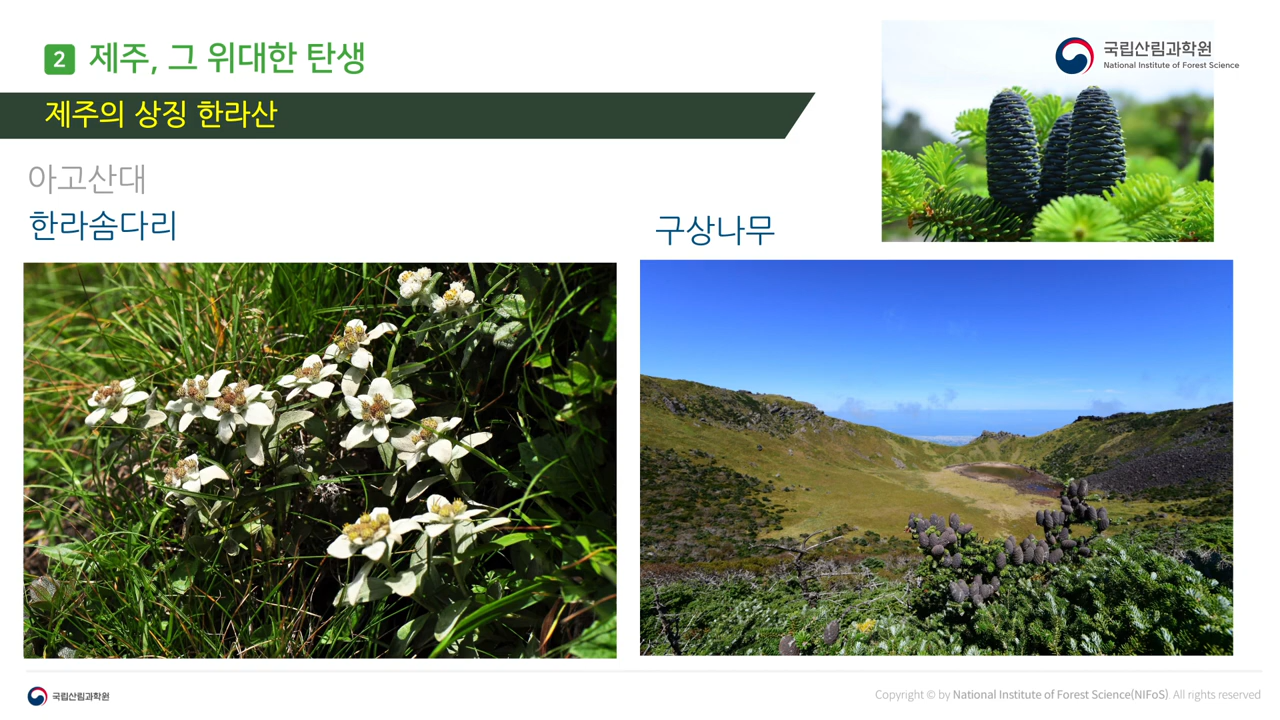 2 제주, 그 위대한 탄생
국립산림과학원
National Institute of Forest Science
제주의 상징 한라산
아고산대
한라솜다리
구상나무
국립산림과학원
Copyright © by National Institute of Forest Science(NIFoS). All rights reserved